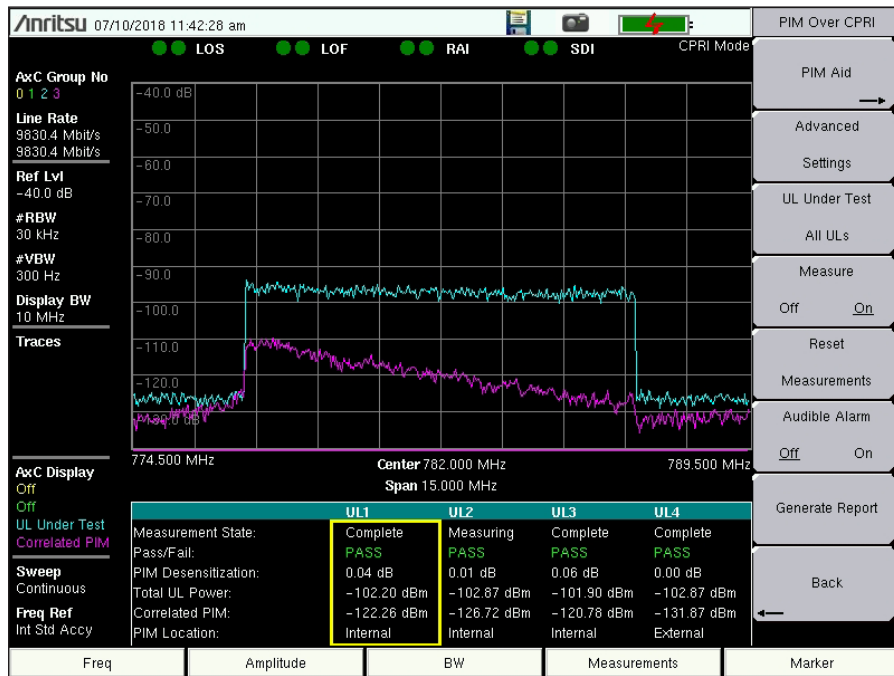 Anritsu 07/10/2018 11:42:28 am
PIM Over CPRI
LOS LOF RAI SDI CPRI Mode
AxC Group No
0 1 2 3
Line Rate
9830.4 Mbit/s
9830.4 Mbit/s
Ref Lvl
-40.0 dB
#RBW
30 kHz
#VBW
300 Hz
Display BW
10 MHz
Traces
AxC Display
Off
Off
UL Under Test
Correlated PIM
Sweep
Continuous
Freq Ref
Int Std Accy
-40.0 dB
-50.0
-60.0
-70.0
-80.0
-90.0
-100.0
-110.0
-120.0
-130.0 dB
774.500 MHz Center 782.000 MHz 789.500 MHz
Span 15.000 MHz
UL1 UL2 UL3 UL4
Measurement State: Complete Measuring Complete Complete
Pass/Fail: PASS PASS PASS PASS
PIM Desensitization: 0.04 dB 0.01 dB 0.06 dB 0.00 dB
Total UL Power: -102.20 dBm -102.87 dBm -101.90 dBm -102.87 dBm
Correlated PIM: -122.26 dBm -126.72 dBm -120.78 dBm -131.87 dBm
PIM Location: Internal Internal Internal External
PIM Aid
Advanced
Settings
UL Under Test
All ULs
Measure
Off On
Reset
Measurements
Audible Alarm
Off On
Generate Report
Back
Freq Amplitude BW Measurements Marker